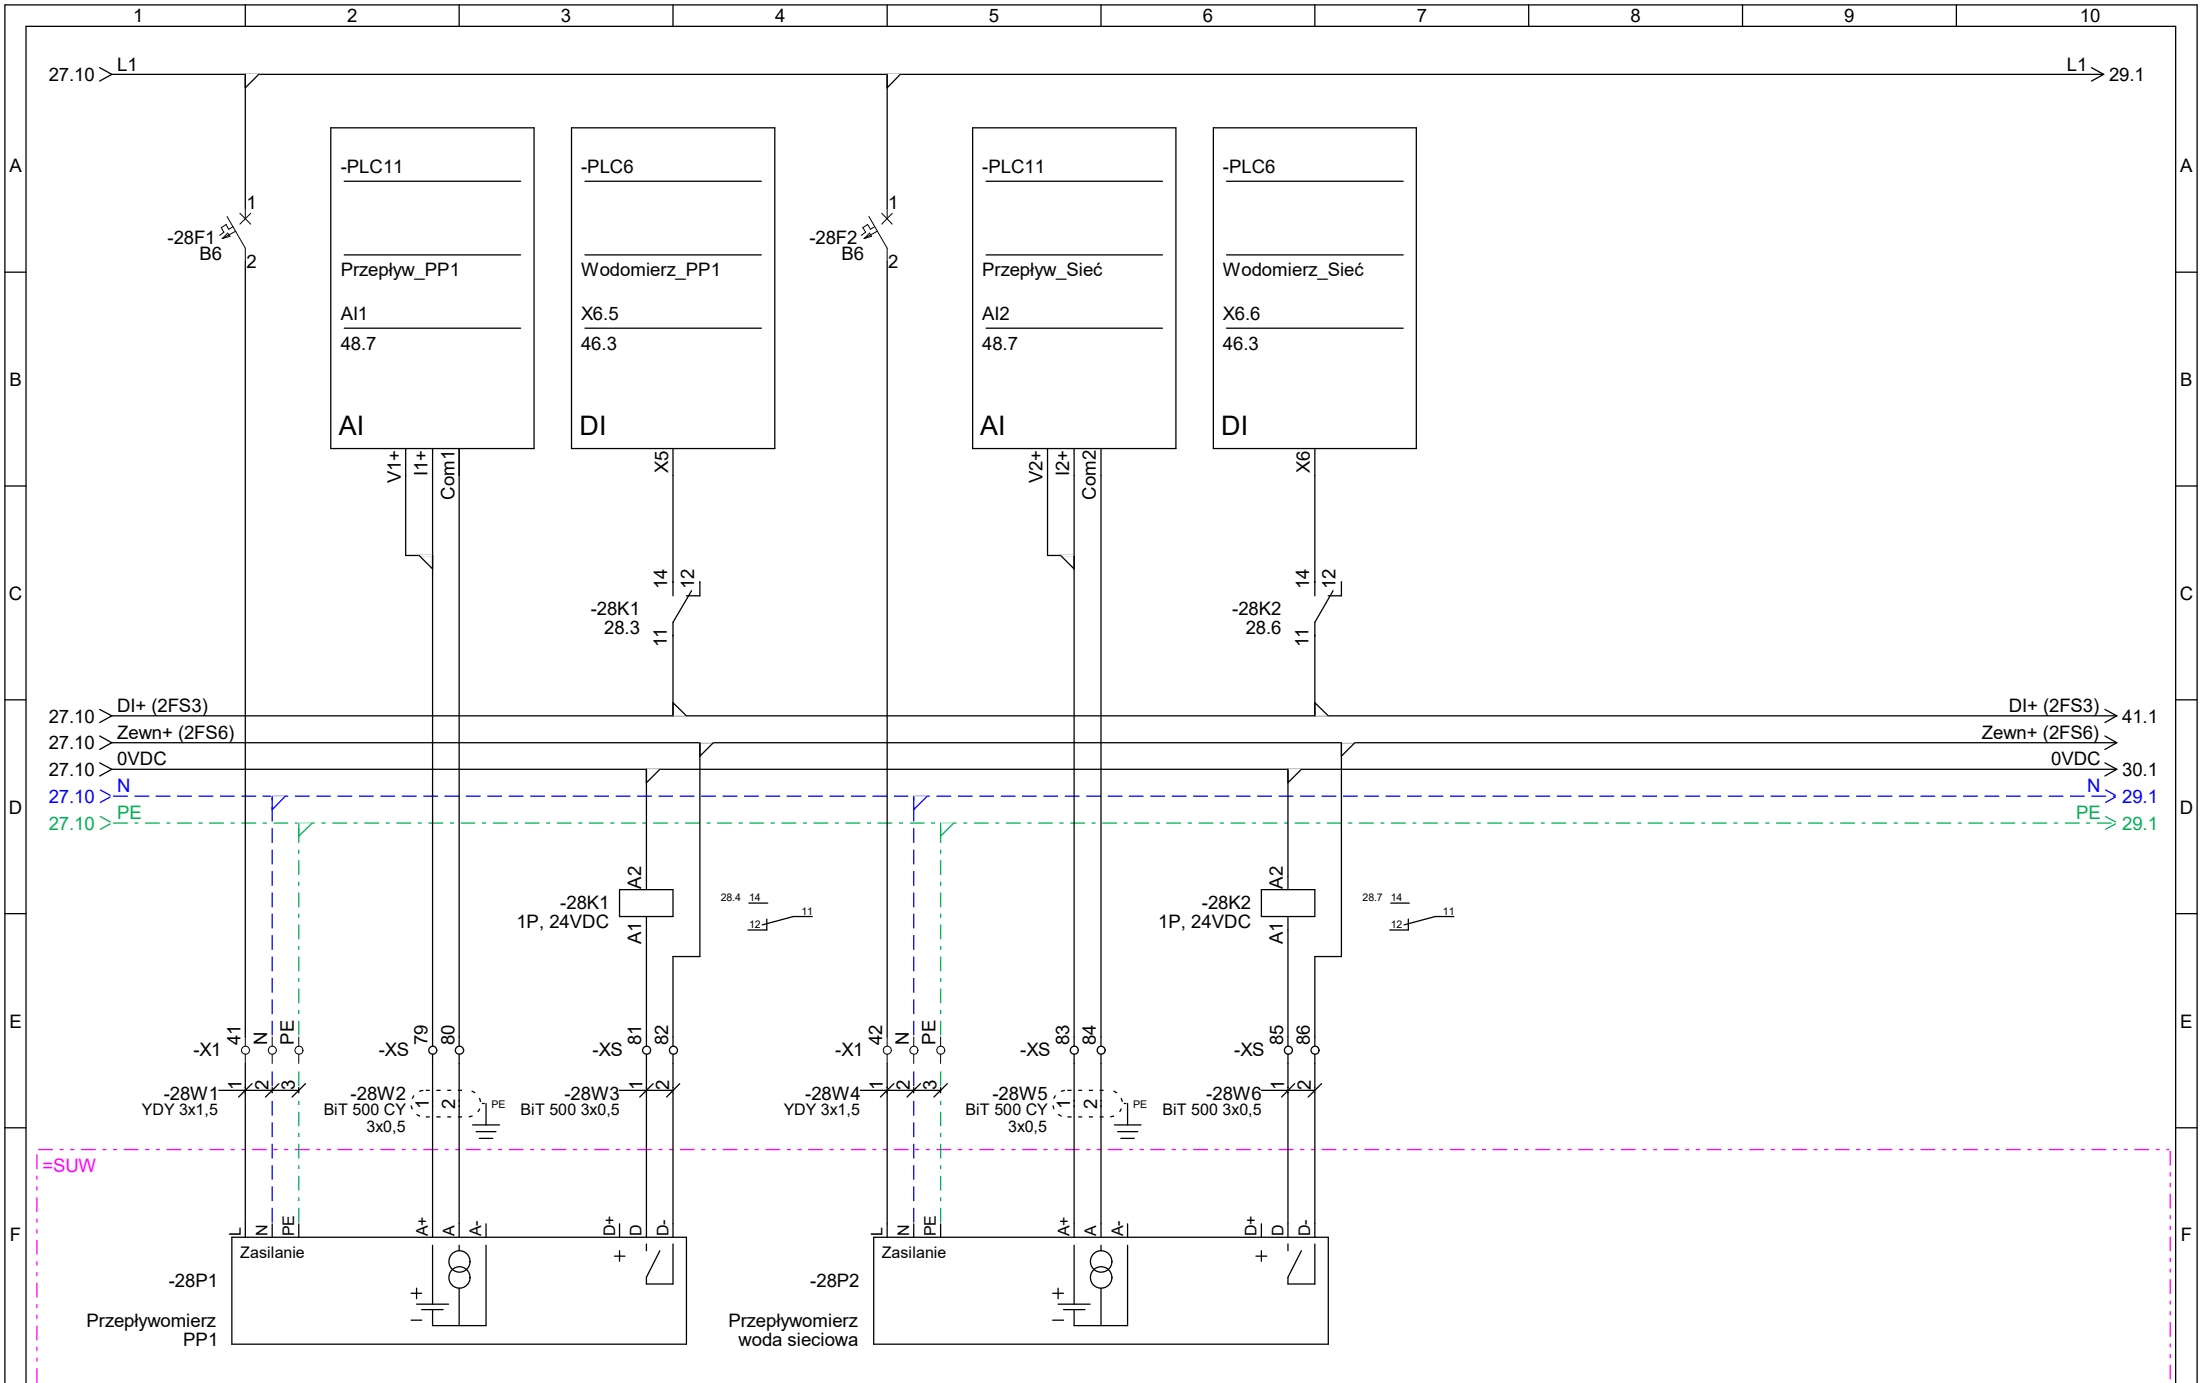 1 2 3 4 5 6 7 8 9 10
27.10 L1 L1 29.1
A A
-PLC11 -PLC6 -PLC11 -PLC6
1 1
-28F1 -28F2
B6 B6
2 2
Przepływ_PP1 Wodomierz_PP1 Przepływ_Sieć Wodomierz_Sieć
AI1 X6.5 AI2 X6.6
48.7 46.3 48.7 46.3
B B
AI DI AI DI
V1+ I1+ Com1 X5 V2+ I2+ Com2 X6
14 12 14 12
C C
-28K1 -28K2
28.3 28.6
11 11
27.10 DI+ (2FS3) DI+ (2FS3) 41.1
27.10 Zewn+ (2FS6) Zewn+ (2FS6)
27.10 0VDC 0VDC 30.1
27.10 N N 29.1
D D
27.10 PE PE 29.1
A2 A2
-28K1 28.4 14 11 -28K2 28.7 14 11
1P, 24VDC 12 1P, 24VDC 12
A1 A1
E E
41 N PE 79 80 81 82 42 N PE 83 84 85 86
-X1 -XS -XS -X1 -XS -XS
1 2 3 1 2 1 2 1 2 3 1 2 1 2
-28W1 -28W2 PE -28W3 -28W4 -28W5 PE -28W6
YDY 3x1,5 BiT 500 CY BiT 500 3x0,5 YDY 3x1,5 BiT 500 CY BiT 500 3x0,5
3x0,5 3x0,5
=SUW
F F
L N PE A+ A A- D+ D D- L N PE A+ A A- D+ D D-
Zasilanie + Zasilanie +
-28P1 -28P2
+ +
− −
Przepływomierz Przepływomierz
PP1 woda sieciowa